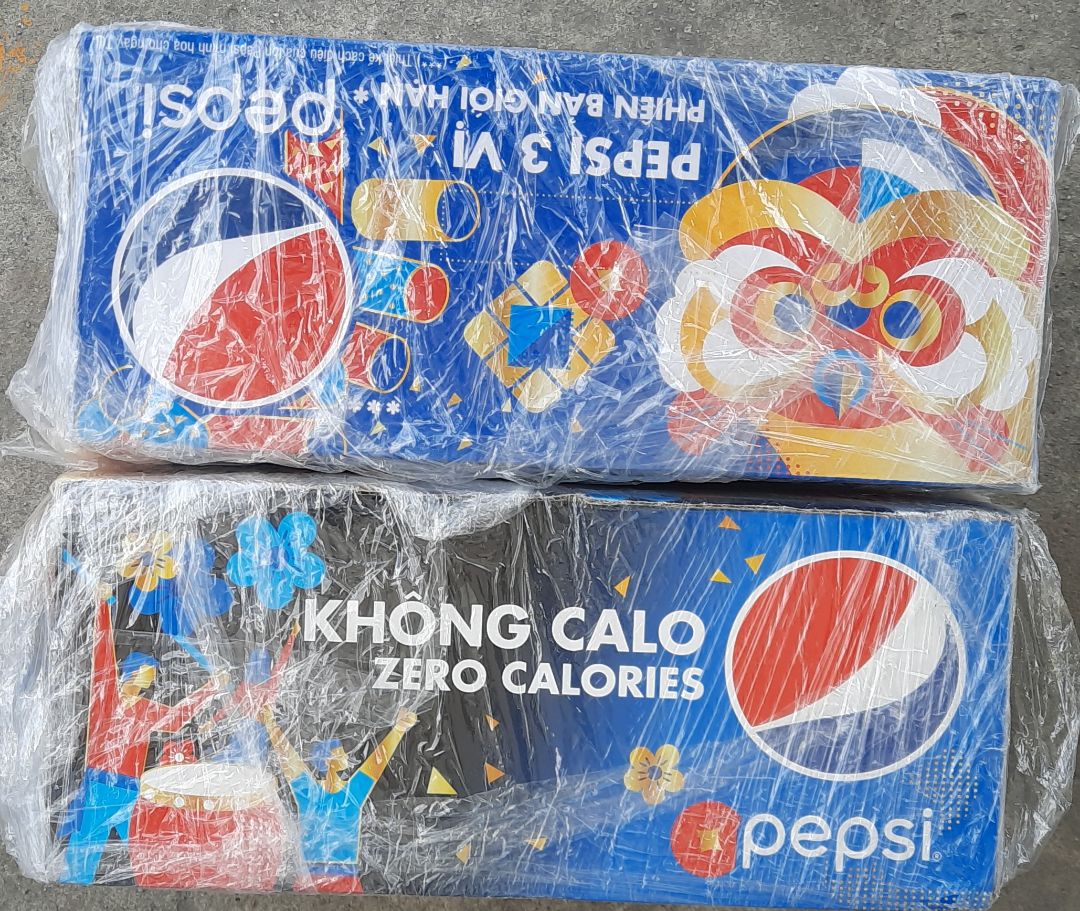 PEPSI 3 VỊ
PHIÊN BẢN GIỚI HẠN *
pepsi
***
KHÔNG CALO
ZERO CALORIES
pepsi